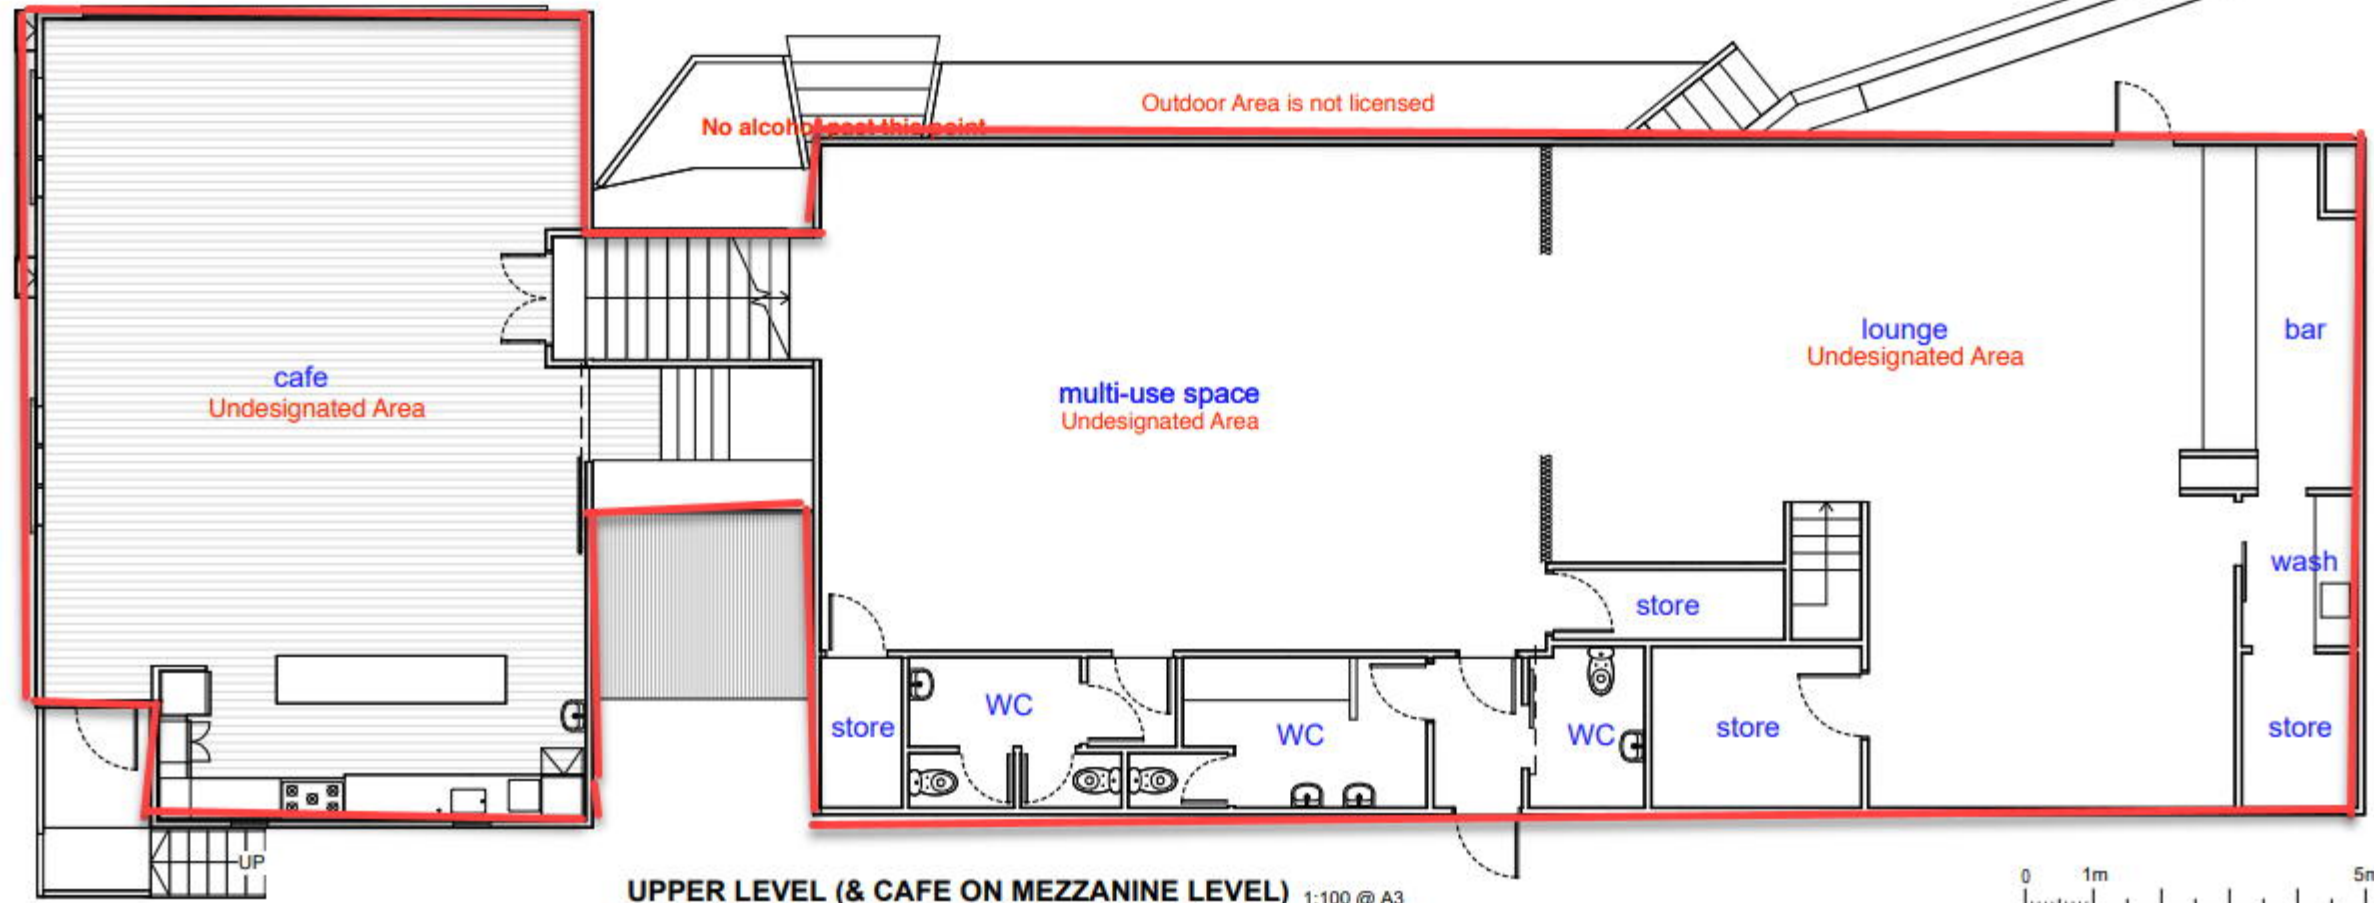 Outdoor Area is not licensed
No alcohol past this point
lounge
Undesignated Area
bar
cafe
Undesignated Area
multi-use space
Undesignated Area
wash
store
WC
store
WC
WC
store
store
UP
UPPER LEVEL (& CAFE ON MEZZANINE LEVEL) 1:100 @ A3
0 1m 5m